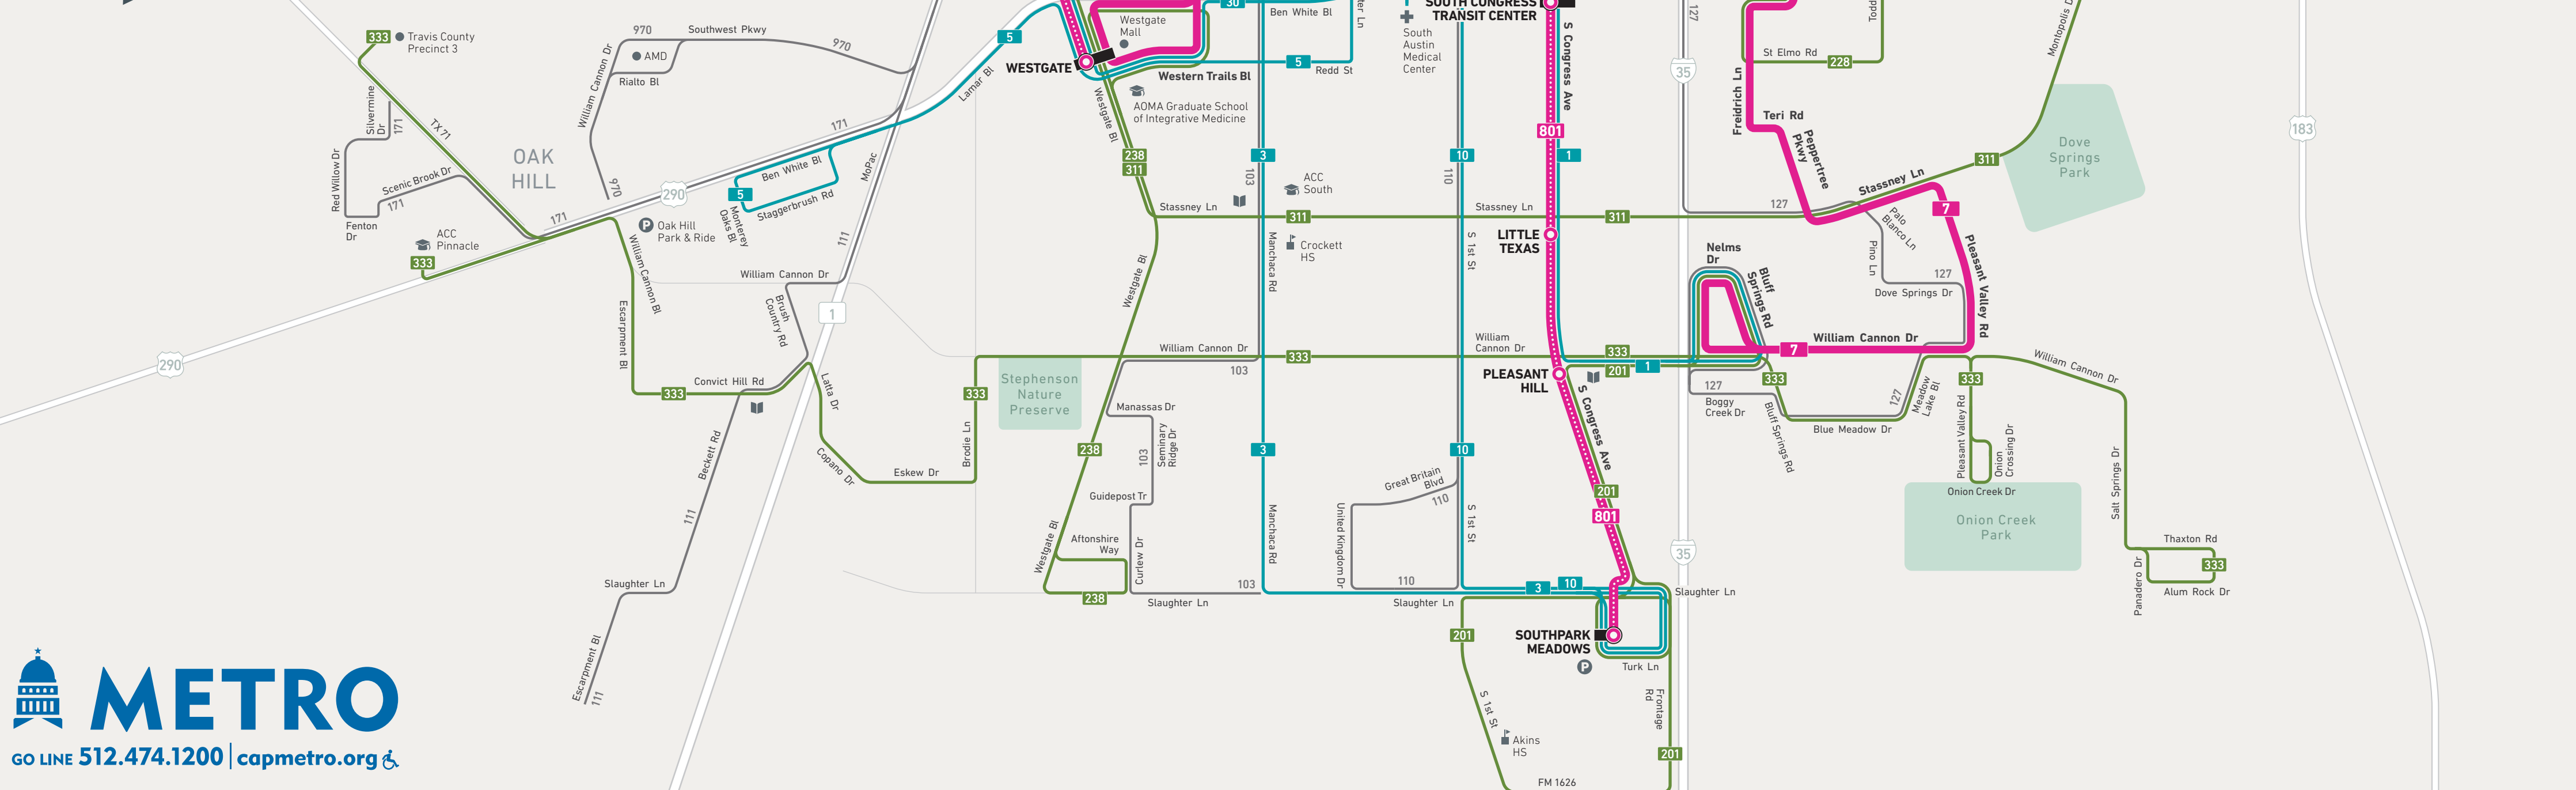 333
Travis County
Precinct 3
970
Southwest Pkwy
970
AMD
Rialto Bl
William Cannon Dr
Silvermine
Dr
171
TX 71
Red Willow Dr
Scenic Brook Dr
171
Fenton
Dr
OAK
HILL
970
290
171
ACC
Pinnacle
333
Oak Hill
Park & Ride
5
Monterey
Oaks Bl
Ben White Bl
Staggerbrush Rd
171
MoPac
111
William Cannon Bl
Escarpment Bl
William Cannon Dr
Brush
Country Rd
1
290
Convict Hill Rd
333
Latta Dr
Copano Dr
Eskew Dr
Brodie Ln
333
Beckett Rd
111
Slaughter Ln
Escarpment Bl
111
5
Lamar Bl
WESTGATE
Westgate
Mall
30
Ben White Bl
ter Ln
Western Trails Bl
5
Redd St
AOMA Graduate School
of Integrative Medicine
Westgate Bl
238
311
3
103
ACC
South
Stassney Ln
311
Crockett
HS
Manchaca Rd
Westgate Bl
William Cannon Dr
333
103
Stephenson
Nature
Preserve
Manassas Dr
Seminary
Ridge Dr
103
238
3
Guidepost Tr
Aftonshire
Way
Westgate Bl
Curlew Dr
238
103
Slaughter Ln
Manchaca Rd
SOUTH CONGRESS
TRANSIT CENTER
South
Austin
Medical
Center
S Congress Ave
801
1
10
110
Stassney Ln
311
LITTLE
TEXAS
S 1st St
William
Cannon Dr
333
201
1
PLEASANT
HILL
S Congress Ave
10
Great Britain
Blvd
110
United Kingdom Dr
110
S 1st St
201
801
Slaughter Ln
3
10
Slaughter Ln
SOUTHPARK
MEADOWS
Turk Ln
201
S 1st St
Akins
HS
FM 1626
Frontage
Rd
201
127
35
Freidrich Ln
St Elmo Rd
228
Teri Rd
Peppertree
Pkwy
127
Stassney Ln
311
Montopolis D
Dove
Springs
Park
183
7
Palo
Blanco Ln
Pino Ln
127
Dove Springs Dr
Pleasant Valley Rd
Nelms
Dr
Bluff
Springs Rd
William Cannon Dr
7
127
Boggy
Creek Dr
333
Bluff Springs Rd
Blue Meadow Dr
127
Meadow
Lake Bl
333
Pleasant Valley Rd
Onion
Crossing Dr
Onion Creek Dr
Onion Creek
Park
William Cannon Dr
Salt Springs Dr
Thaxton Rd
333
Panadero Dr
Alum Rock Dr
35
METRO
GO LINE 512.474.1200 | capmetro.org